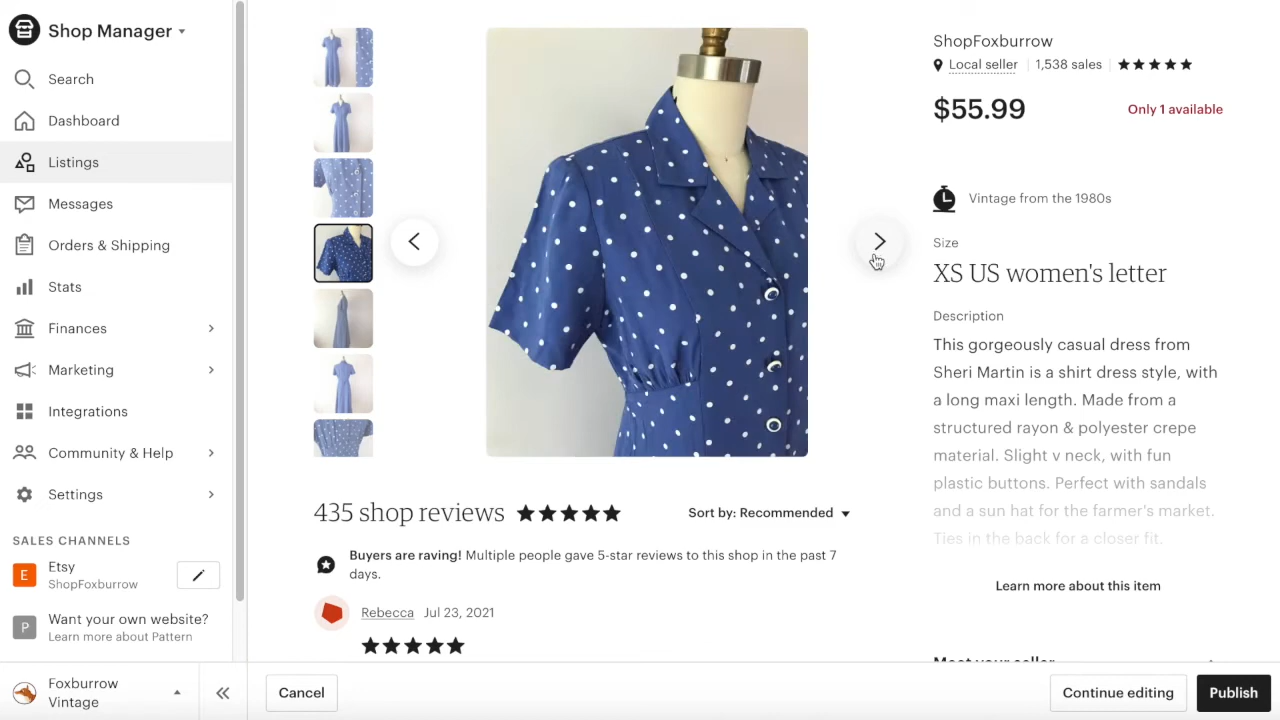 Shop Manager
Search
Dashboard
Listings
Messages
Orders & Shipping
Stats
Finances
Marketing
Integrations
Community & Help
Settings
SALES CHANNELS
E
Etsy
ShopFoxburrow
P
Want your own website?
Learn more about Pattern
Foxburrow
Vintage
435 shop reviews
Sort by: Recommended
Buyers are raving! Multiple people gave 5-star reviews to this shop in the past 7
days.
Rebecca Jul 23, 2021
ShopFoxburrow
Local seller 1,538 sales
$55.99
Only 1 available
Vintage from the 1980s
Size
XS US women's letter
Description
This gorgeously casual dress from
Sheri Martin is a shirt dress style, with
a long maxi length. Made from a
structured rayon & polyester crepe
material. Slight v neck, with fun
plastic buttons. Perfect with sandals
and a sun hat for the farmer's market.
Ties in the back for a closer fit.
Learn more about this item
Meet your seller
Cancel
Continue editing
Publish